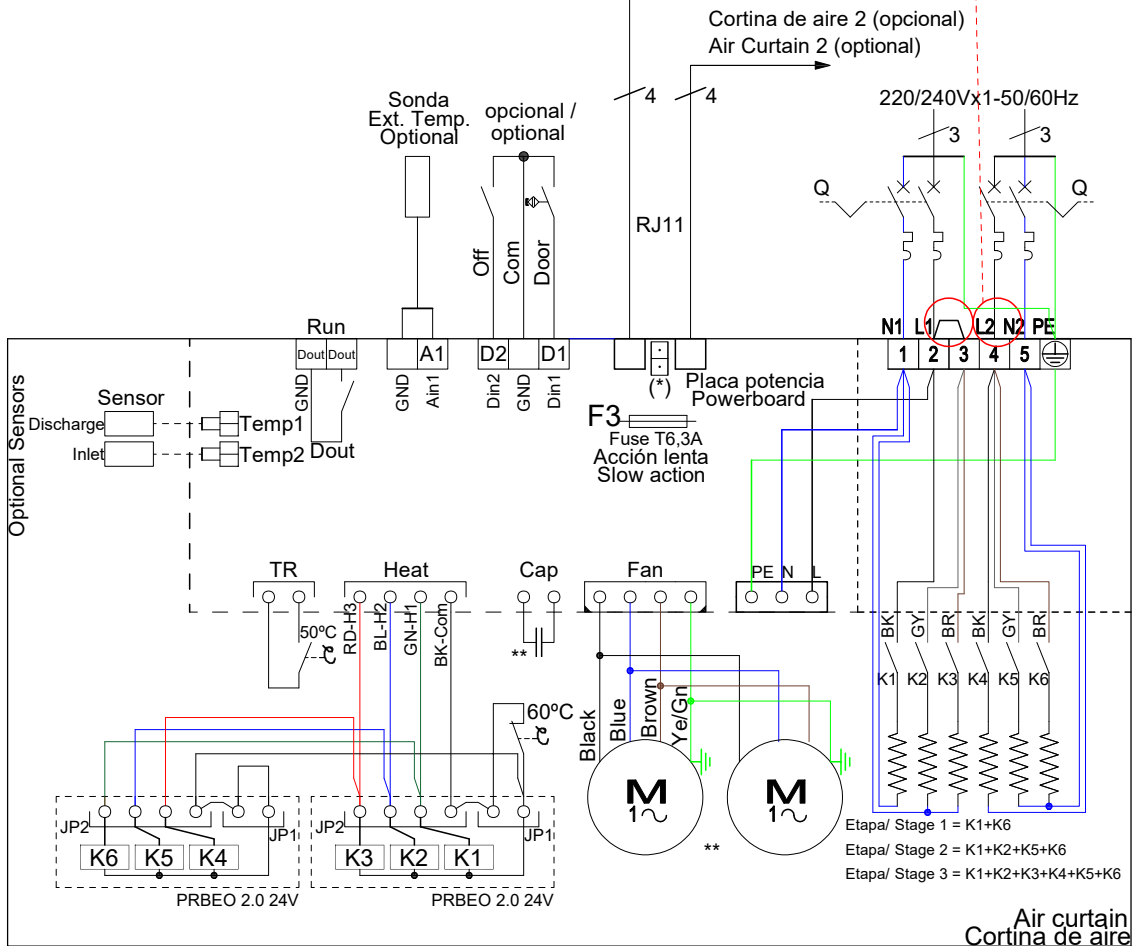 Cortina de aire 2 (opcional)
Air Curtain 2 (optional)
4
4
220/240Vx1-50/60Hz
3
3
Sonda
Ext. Temp.
Optional
opcional /
optional
Q
Q
RJ11
Off
Com
Door
N1
L1
L2
N2
PE
Run
Dout
Dout
A1
D2
D1
1
2
3
4
5
GND
GND
Ain1
Din2
GND
Din1
(*)
Placa potencia
Powerboard
F3
Fuse T6,3A
Acción lenta
Slow action
Optional Sensors
Sensor
Discharge
Temp1
Inlet
Temp2
Dout
TR
Heat
Cap
Fan
PE
N
L
50ºC
RD-H3
BL-H2
GN-H1
BK-Com
**
BK
GY
BR
BK
GY
BR
K1
K2
K3
K4
K5
K6
60ºC
Black
Blue
Brown
Ye/Gn
M
1~
M
1~
**
JP2
JP1
JP2
JP1
K6
K5
K4
K3
K2
K1
PRBEO 2.0 24V
PRBEO 2.0 24V
Etapa/ Stage 1 = K1+K6
Etapa/ Stage 2 = K1+K2+K5+K6
Etapa/ Stage 3 = K1+K2+K3+K4+K5+K6
Air curtain
Cortina de aire